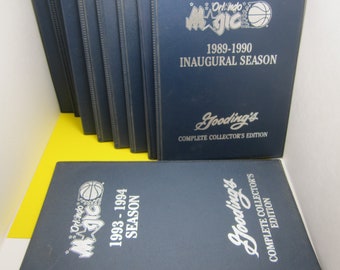 Orlando
Magic
1989-1990
INAUGURAL SEASON
Gooding's
COMPLETE COLLECTOR'S EDITION
Orlando
Magic
1993-1994
SEASON
Gooding's
COMPLETE COLLECTOR'S
EDITION